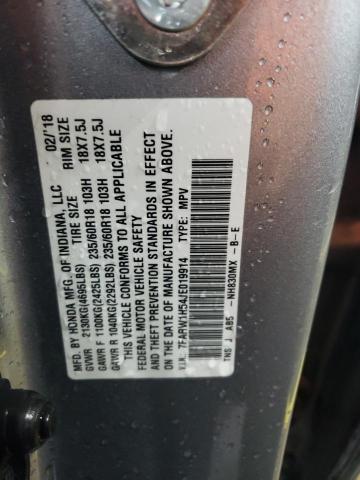 MFD. BY HONDA MFG. OF INDIANA, LLC 02/'18
TIRE SIZE RIM SIZE
GVWR 2130KG(4695LBS)
GAWR F 1100KG(2425LBS) 235/60R18 103H 18X7.5J
GAWR R 1040KG(2292LBS) 235/60R18 103H 18X7.5J
THIS VEHICLE CONFORMS TO ALL APPLICABLE
FEDERAL MOTOR VEHICLE SAFETY
AND THEFT PREVENTION STANDARDS IN EFFECT
ON THE DATE OF MANUFACTURE SHOWN ABOVE.
V.I.N. 7FARW1H54JE019914 TYPE: MPV
TNS J AB5 -NH830MX -B-E